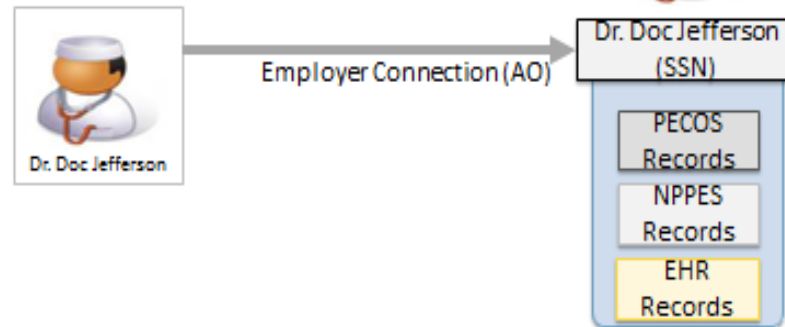 Dr. Doc Jefferson
Employer Connection (AO)
Dr. Doc Jefferson
(SSN)
PECOS
Records
NPPES
Records
EHR
Records